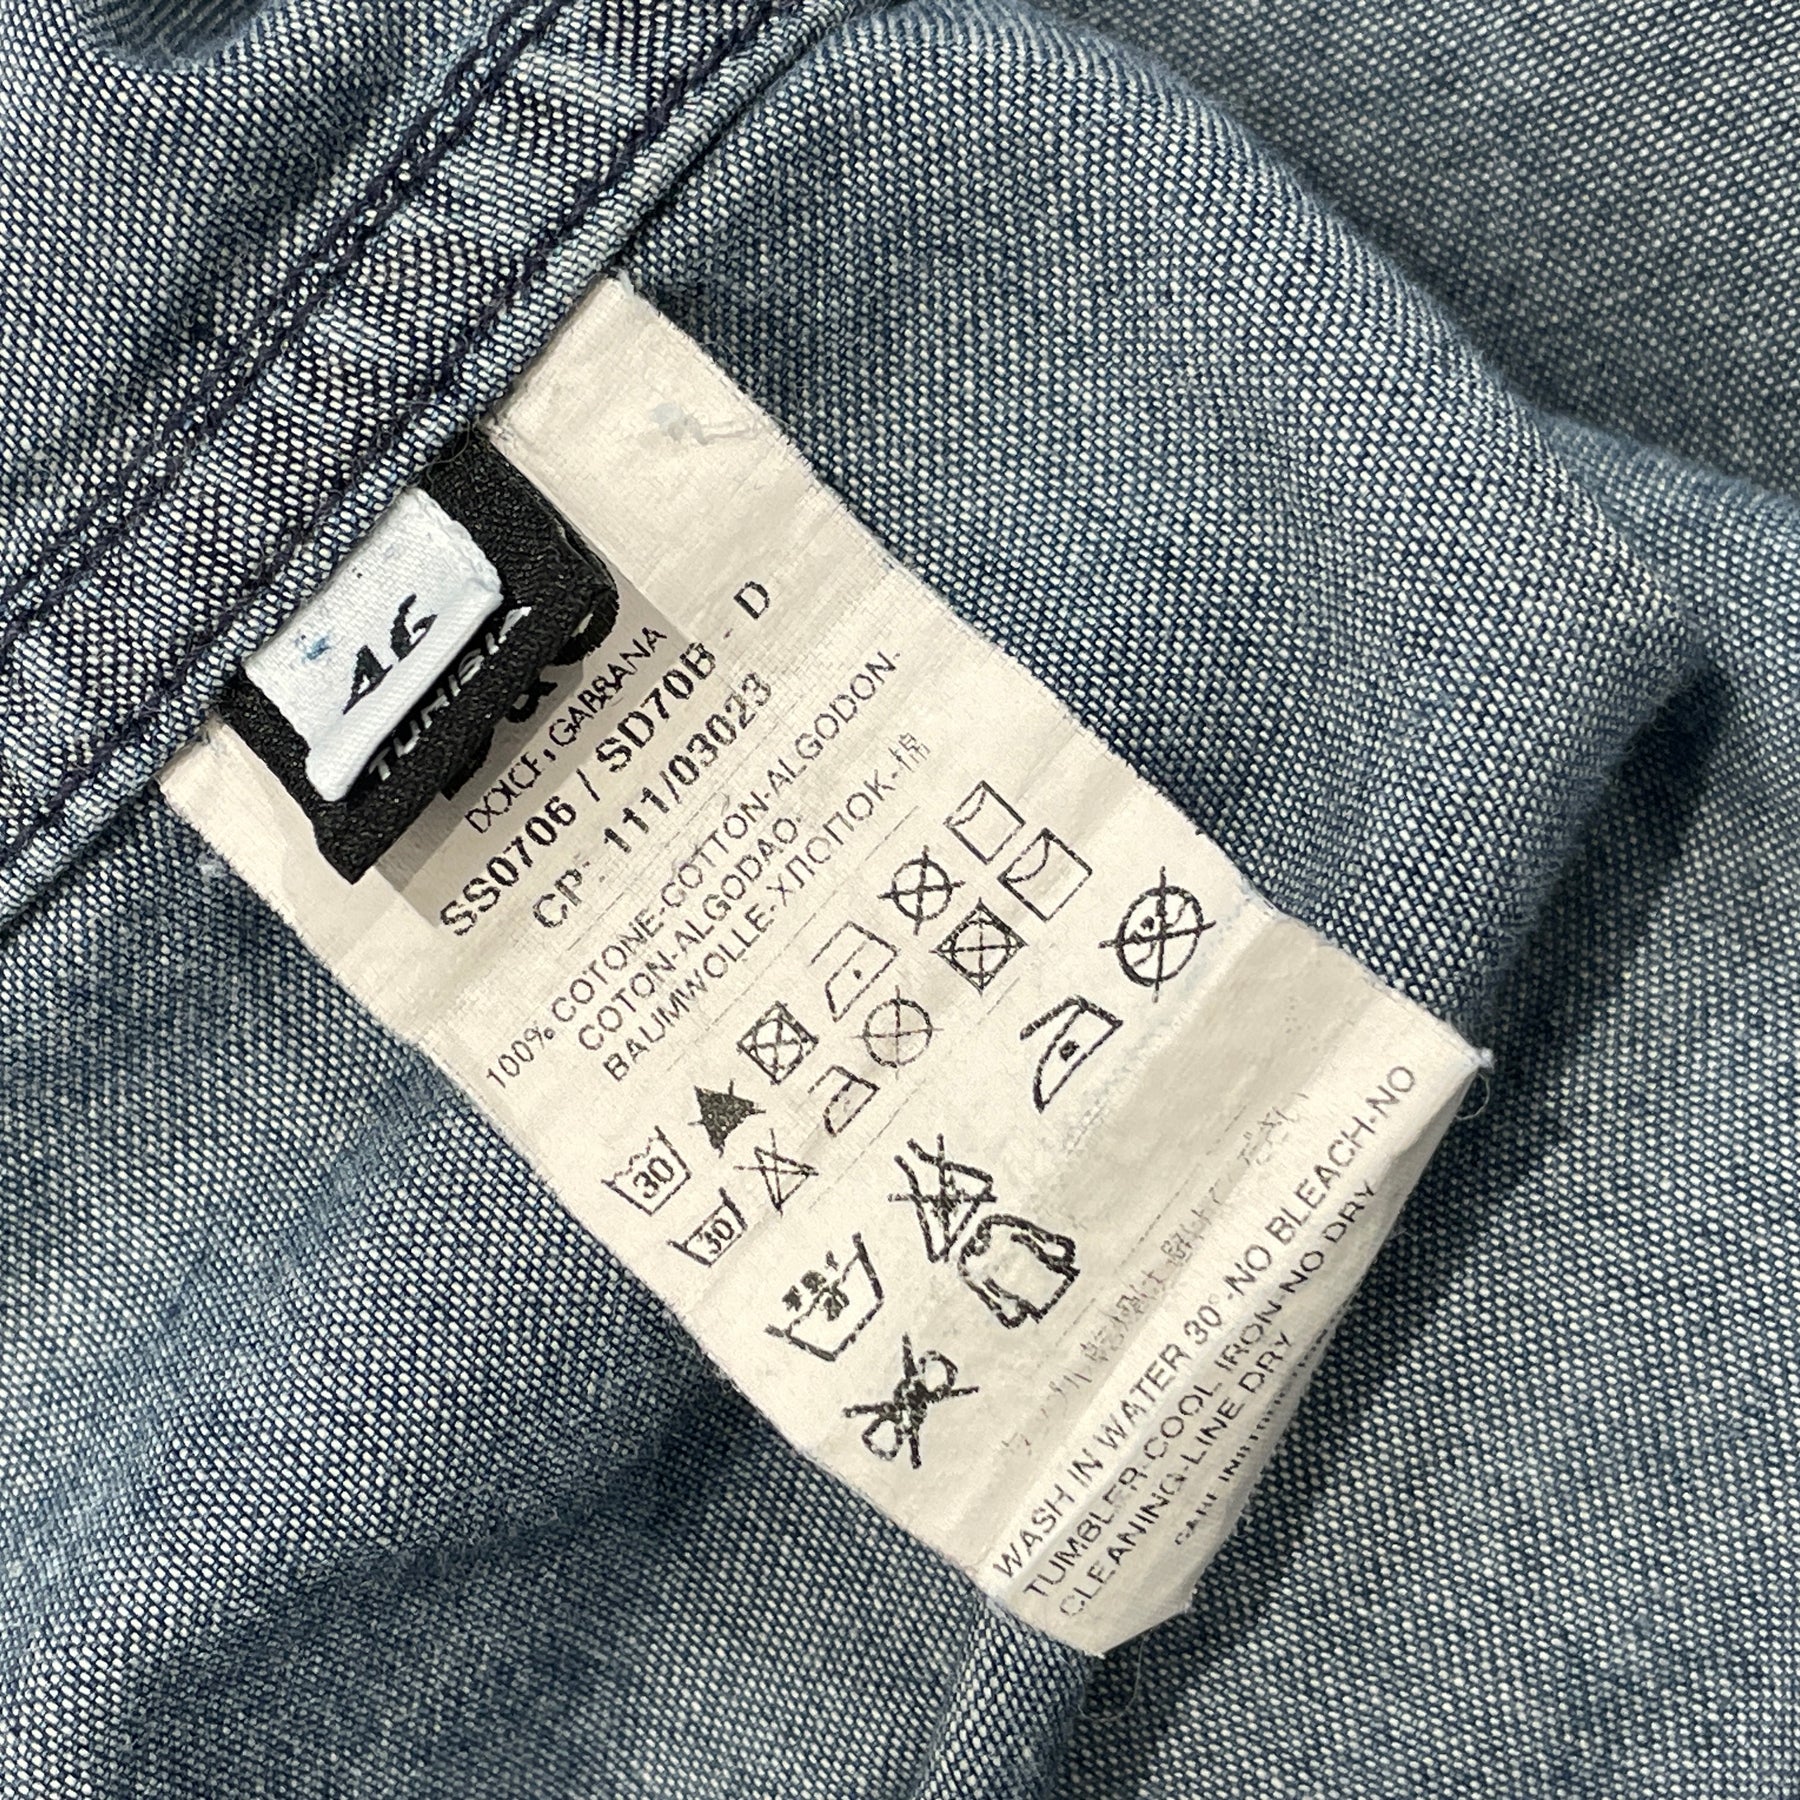 46
TUNISIA
&
DOLCE & GABBANA
SS0706 / SD70B - D
111/03023
100% COTONE-COTTON-ALGODON-
COTON-ALGODAO.
BAUMWOLLE-ХЛОПОК-棉
30
30
30
WASH IN WATER 30°-NO BLEACH-NO
TUMBLER-COOL IRON-NO DRY
CLEANING-LINE DRY